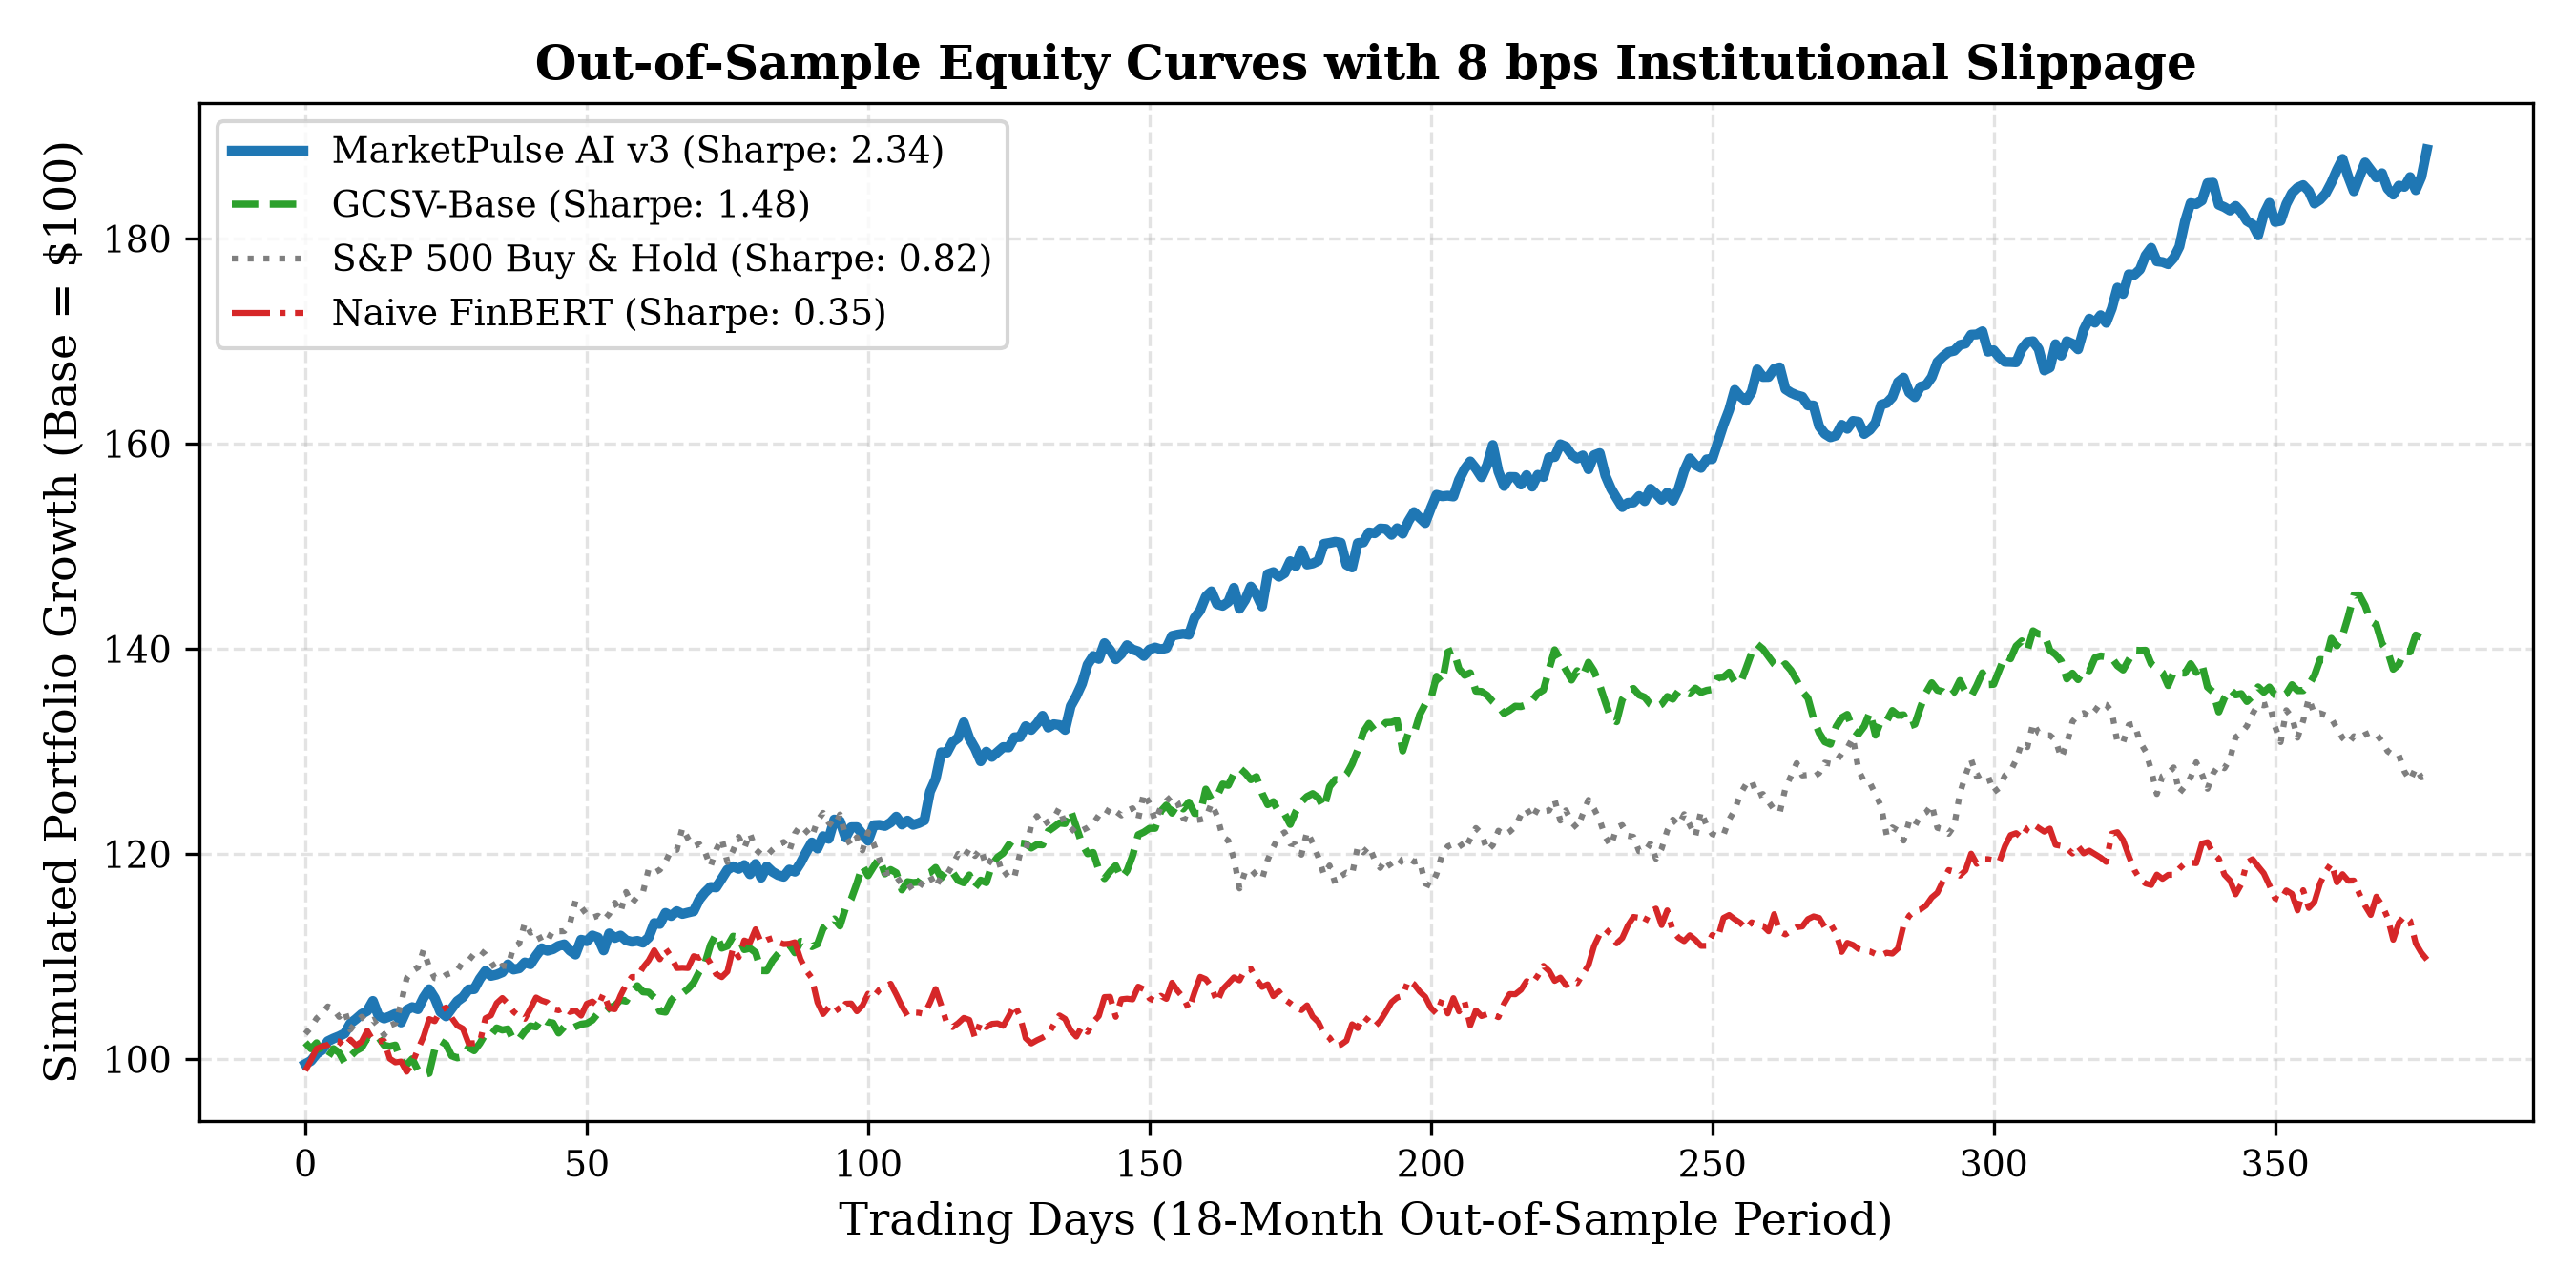 Out-of-Sample Equity Curves with 8 bps Institutional Slippage
MarketPulse AI v3 (Sharpe: 2.34)
GCSV-Base (Sharpe: 1.48)
S&P 500 Buy & Hold (Sharpe: 0.82)
Naive FinBERT (Sharpe: 0.35)
Simulated Portfolio Growth (Base = $100)
180
160
140
120
100
0 50 100 150 200 250 300 350
Trading Days (18-Month Out-of-Sample Period)